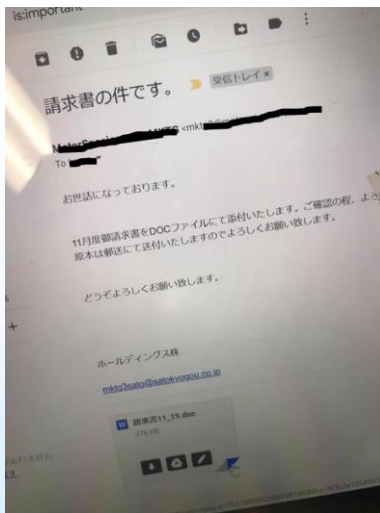 is:important
請求書の件です。
受信トレイ ×
To
お世話になっております。
11月度御請求書をDOCファイルにて添付いたします。ご確認の程、よう
原本は郵送にて送付いたしますのでよろしくお願い致します。
どうぞよろしくお願い致します。
ホールディングス株
mktg3sato@satokyogou.co.jp
W 請求書11_19.doc
376 KB